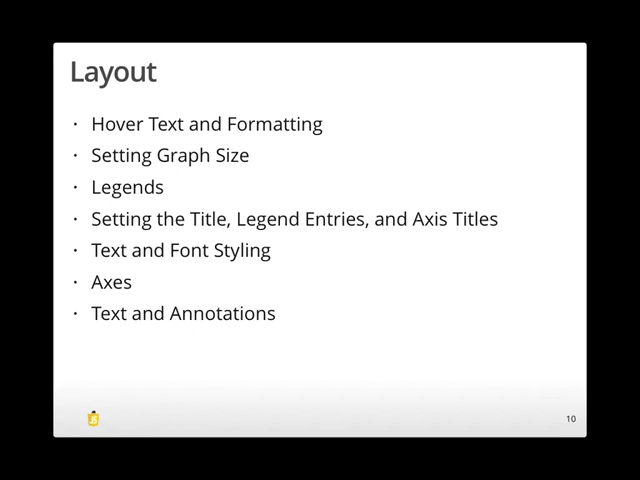 Layout
· Hover Text and Formatting
· Setting Graph Size
· Legends
· Setting the Title, Legend Entries, and Axis Titles
· Text and Font Styling
· Axes
· Text and Annotations
JS
10